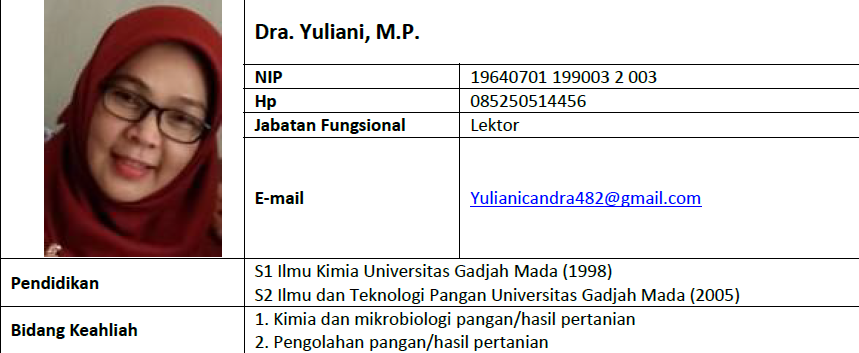 Dra. Yuliani, M.P.
NIP 19640701 199003 2 003
Hp 085250514456
Jabatan Fungsional Lektor
E-mail Yulianicandra482@gmail.com
Pendidikan
S1 Ilmu Kimia Universitas Gadjah Mada (1998)
S2 Ilmu dan Teknologi Pangan Universitas Gadjah Mada (2005)
Bidang Keahliah
1. Kimia dan mikrobiologi pangan/hasil pertanian
2. Pengolahan pangan/hasil pertanian